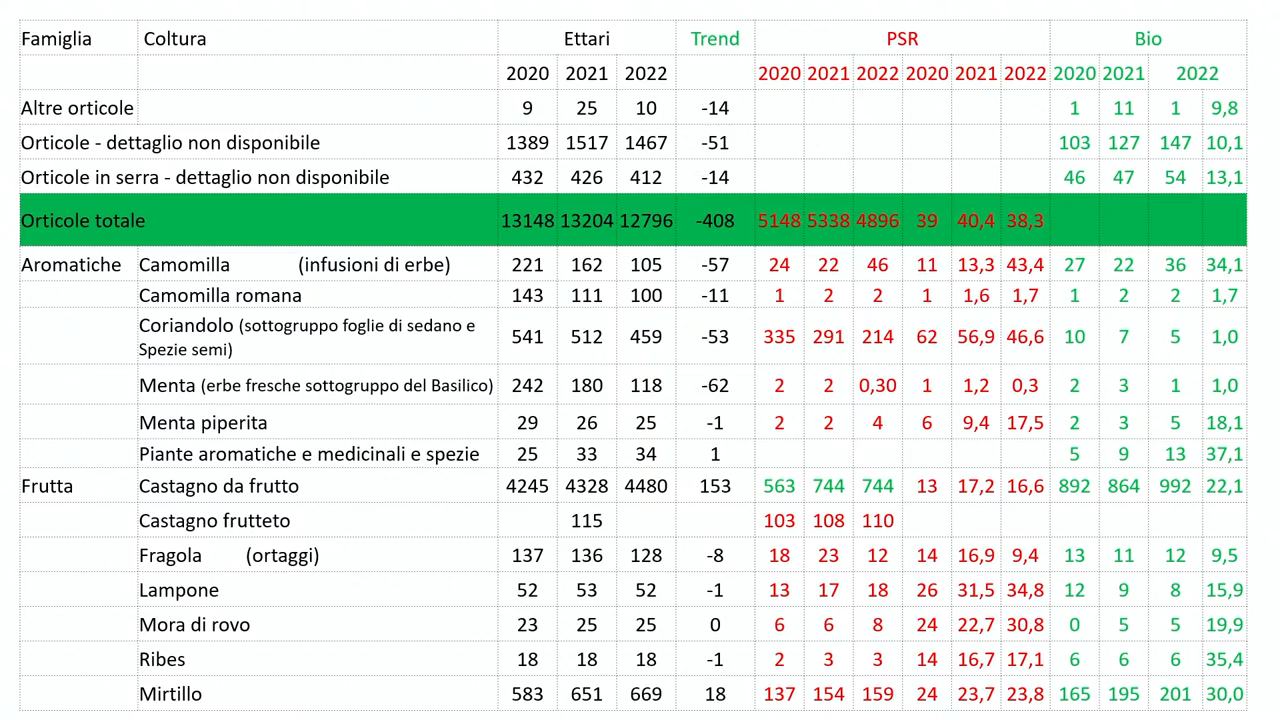 Famiglia Coltura Ettari Trend PSR Bio
2020 2021 2022 2020 2021 2022 2020 2021 2022 2020 2021 2022
Altre orticole 9 25 10 -14 1 11 1 9,8
Orticole - dettaglio non disponibile 1389 1517 1467 -51 103 127 147 10,1
Orticole in serra - dettaglio non disponibile 432 426 412 -14 46 47 54 13,1
Orticole totale 13148 13204 12796 -408 5148 5338 4896 39 40,4 38,3
Aromatiche Camomilla (infusioni di erbe) 221 162 105 -57 24 22 46 11 13,3 43,4 27 22 36 34,1
Camomilla romana 143 111 100 -11 1 2 2 1 1,6 1,7 1 2 2 1,7
Coriandolo (sottogruppo foglie di sedano e
Spezie semi) 541 512 459 -53 335 291 214 62 56,9 46,6 10 7 5 1,0
Menta (erbe fresche sottogruppo del Basilico) 242 180 118 -62 2 2 0,30 1 1,2 0,3 2 3 1 1,0
Menta piperita 29 26 25 -1 2 2 4 6 9,4 17,5 2 3 5 18,1
Piante aromatiche e medicinali e spezie 25 33 34 1 5 9 13 37,1
Frutta Castagno da frutto 4245 4328 4480 153 563 744 744 13 17,2 16,6 892 864 992 22,1
Castagno frutteto 115 103 108 110
Fragola (ortaggi) 137 136 128 -8 18 23 12 14 16,9 9,4 13 11 12 9,5
Lampone 52 53 52 -1 13 17 18 26 31,5 34,8 12 9 8 15,9
Mora di rovo 23 25 25 0 6 6 8 24 22,7 30,8 0 5 5 19,9
Ribes 18 18 18 -1 2 3 3 14 16,7 17,1 6 6 6 35,4
Mirtillo 583 651 669 18 137 154 159 24 23,7 23,8 165 195 201 30,0